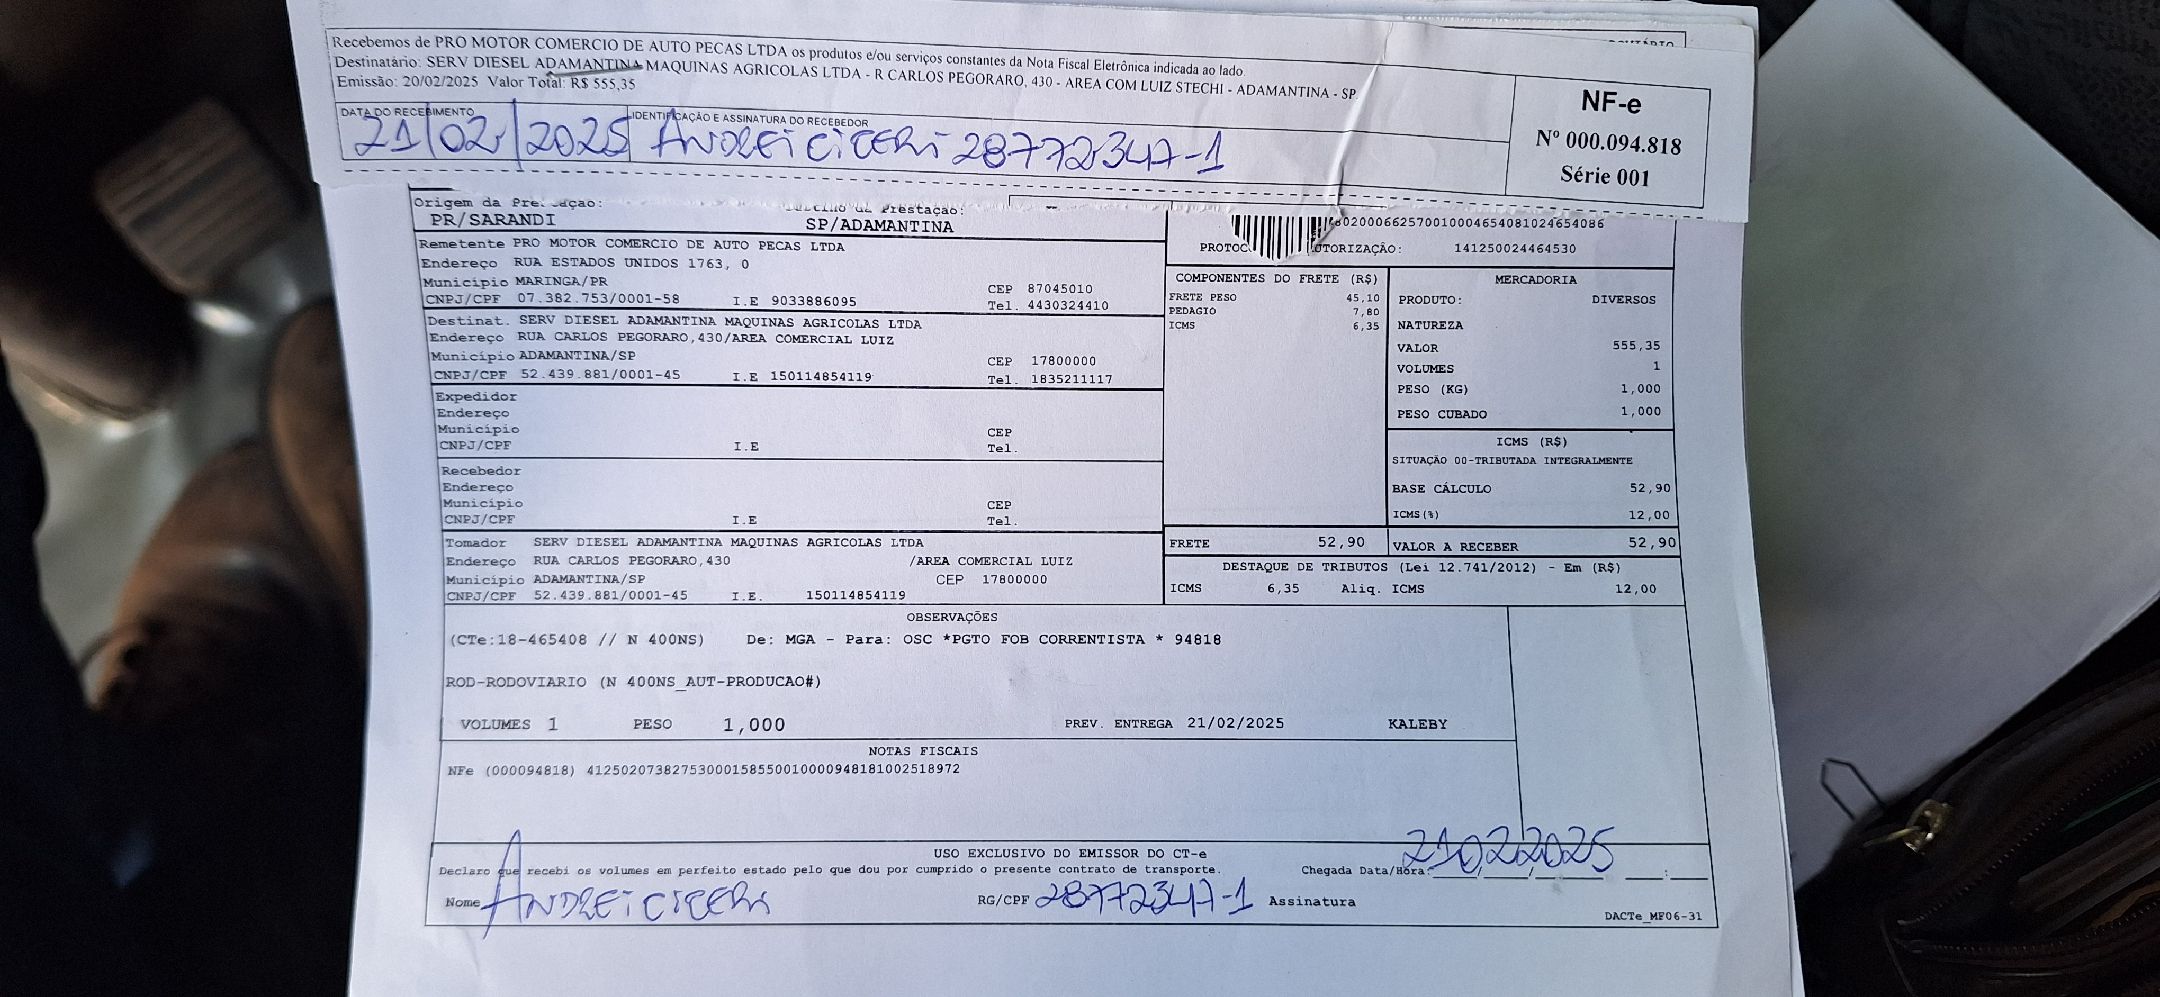 Recebemos de PRO MOTOR COMERCIO DE AUTO PECAS LTDA os produtos e/ou serviços constantes da Nota Fiscal Eletrônica indicada ao lado.
Destinatário: SERV DIESEL ADAMANTINA MAQUINAS AGRICOLAS LTDA - R CARLOS PEGORARO, 430 - AREA COM LUIZ STECHI - ADAMANTINA - SP.
Emissão: 20/02/2025 Valor Total: R$ 555,35
NF-e
Nº 000.094.818
Série 001
DATA DO RECEBIMENTO IDENTIFICAÇÃO E ASSINATURA DO RECEBEDOR
21/02/2025 ANDREI CICERI 28772347-1
Origem da Prestação: Prestação:
PR/SARANDI SP/ADAMANTINA
020006625700100046540810246540​86
AUTORIZAÇÃO: 141250024464530
Remetente PRO MOTOR COMERCIO DE AUTO PECAS LTDA
Endereço RUA ESTADOS UNIDOS 1763, 0
Município MARINGA/PR CEP 87045010
CNPJ/CPF 07.382.753/0001-58 I.E 9033886095 Tel. 4430324410
Destinat. SERV DIESEL ADAMANTINA MAQUINAS AGRICOLAS LTDA
Endereço RUA CARLOS PEGORARO,430/AREA COMERCIAL LUIZ
Município ADAMANTINA/SP CEP 17800000
CNPJ/CPF 52.439.881/0001-45 I.E 150114854119 Tel. 1835211117
Expedidor
Endereço
Município CEP
CNPJ/CPF I.E Tel.
Recebedor
Endereço
Município CEP
CNPJ/CPF I.E Tel.
Tomador SERV DIESEL ADAMANTINA MAQUINAS AGRICOLAS LTDA
Endereço RUA CARLOS PEGORARO,430 /AREA COMERCIAL LUIZ
Município ADAMANTINA/SP CEP 17800000
CNPJ/CPF 52.439.881/0001-45 I.E. 150114854119
COMPONENTES DO FRETE (R$)
FRETE PESO 45,10
PEDAGIO 7,80
ICMS 6,35
MERCADORIA
PRODUTO: DIVERSOS
NATUREZA
VALOR 555,35
VOLUMES 1
PESO (KG) 1,000
PESO CUBADO 1,000
ICMS (R$)
SITUAÇÃO 00-TRIBUTADA INTEGRALMENTE
BASE CÁLCULO 52,90
ICMS(%) 12,00
FRETE 52,90 VALOR A RECEBER 52,90
DESTAQUE DE TRIBUTOS (Lei 12.741/2012) - Em (R$)
ICMS 6,35 Aliq. ICMS 12,00
OBSERVAÇÕES
(CTe:18-465408 // N 400NS) De: MGA - Para: OSC *PGTO FOB CORRENTISTA * 94818
ROD-RODOVIARIO (N 400NS_AUT-PRODUCAO#)
VOLUMES 1 PESO 1,000 PREV. ENTREGA 21/02/2025 KALEBY
NOTAS FISCAIS
NFe (000094818) 41250207382753000158550010000948181002518972
USO EXCLUSIVO DO EMISSOR DO CT-e
Declaro que recebi os volumes em perfeito estado pelo que dou por cumprido o presente contrato de transporte. Chegada Data/Hora: 21022025
Nome ANDREI CICERI RG/CPF 28772347-1 Assinatura
DACTe_MF06-31